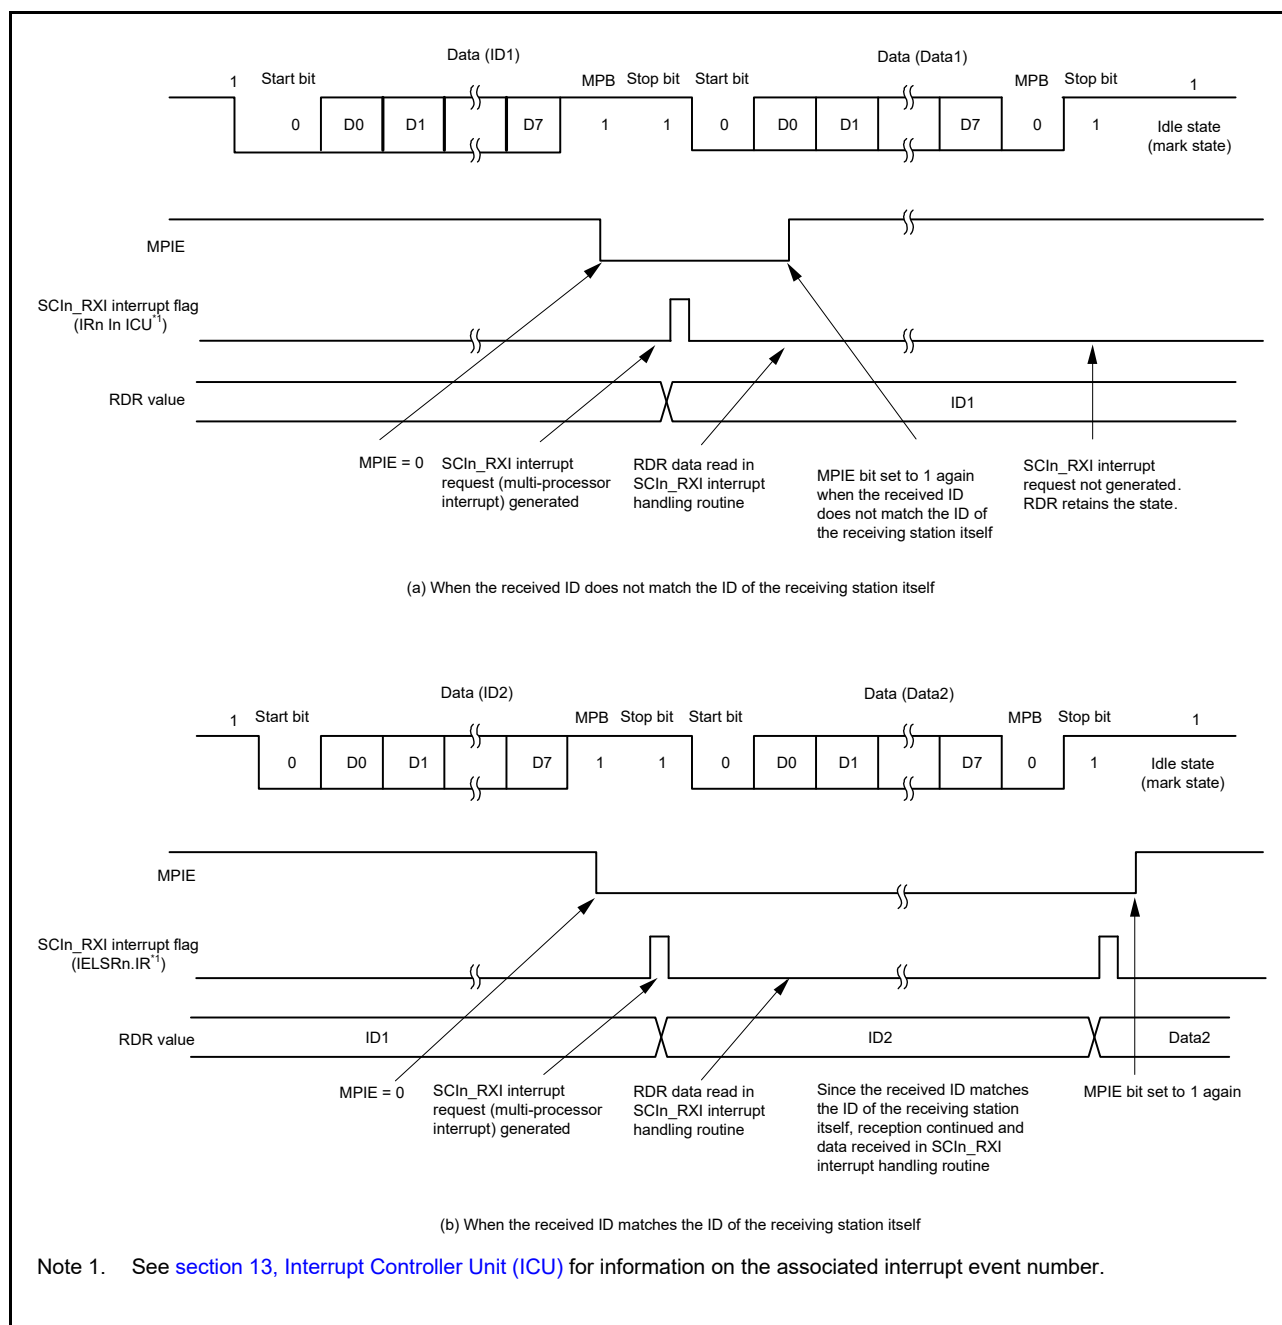 Data (ID1) Data (Data1)
1 Start bit MPB Stop bit Start bit MPB Stop bit 1
0 D0 D1 D7 1 1 0 D0 D1 D7 0 1 Idle state
(mark state)
MPIE
SCIn_RXI interrupt flag
(IRn In ICU*1)
RDR value ID1
MPIE = 0
SCIn_RXI interrupt
request (multi-processor
interrupt) generated
RDR data read in
SCIn_RXI interrupt
handling routine
MPIE bit set to 1 again
when the received ID
does not match the ID of
the receiving station itself
SCIn_RXI interrupt
request not generated.
RDR retains the state.
(a) When the received ID does not match the ID of the receiving station itself
Data (ID2) Data (Data2)
1 Start bit MPB Stop bit Start bit MPB Stop bit 1
0 D0 D1 D7 1 1 0 D0 D1 D7 0 1 Idle state
(mark state)
MPIE
SCIn_RXI interrupt flag
(IELSRn.IR*1)
RDR value ID1 ID2 Data2
MPIE = 0
SCIn_RXI interrupt
request (multi-processor
interrupt) generated
RDR data read in
SCIn_RXI interrupt
handling routine
Since the received ID matches
the ID of the receiving station
itself, reception continued and
data received in SCIn_RXI
interrupt handling routine
MPIE bit set to 1 again
(b) When the received ID matches the ID of the receiving station itself
Note 1. See section 13, Interrupt Controller Unit (ICU) for information on the associated interrupt event number.